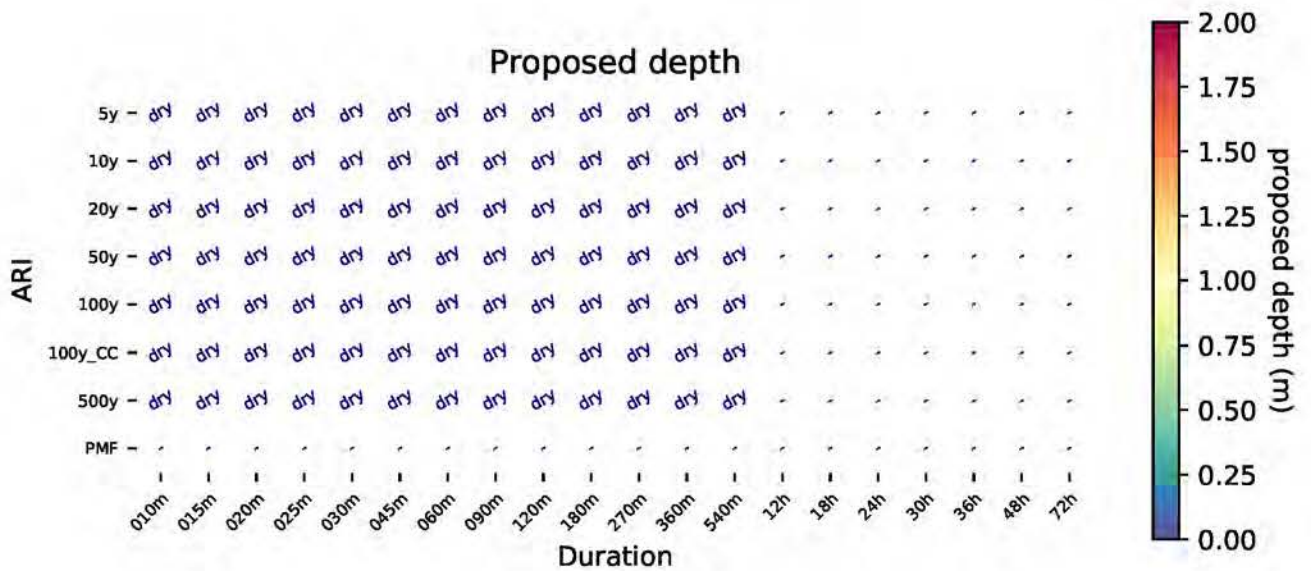 Proposed depth
5y dry dry dry dry dry dry dry dry dry dry dry dry dry - - - - - - -
10y dry dry dry dry dry dry dry dry dry dry dry dry dry - - - - - - -
20y dry dry dry dry dry dry dry dry dry dry dry dry dry - - - - - - -
50y dry dry dry dry dry dry dry dry dry dry dry dry dry - - - - - - -
100y dry dry dry dry dry dry dry dry dry dry dry dry dry - - - - - - -
100y_CC dry dry dry dry dry dry dry dry dry dry dry dry dry - - - - - - -
500y dry dry dry dry dry dry dry dry dry dry dry dry dry - - - - - - -
PMF - - - - - - - - - - - - - - - - - - - -
ARI
010m 015m 020m 025m 030m 045m 060m 090m 120m 180m 270m 360m 540m 12h 18h 24h 30h 36h 48h 72h
Duration
2.00
1.75
1.50
1.25
1.00
0.75
0.50
0.25
0.00
proposed depth (m)